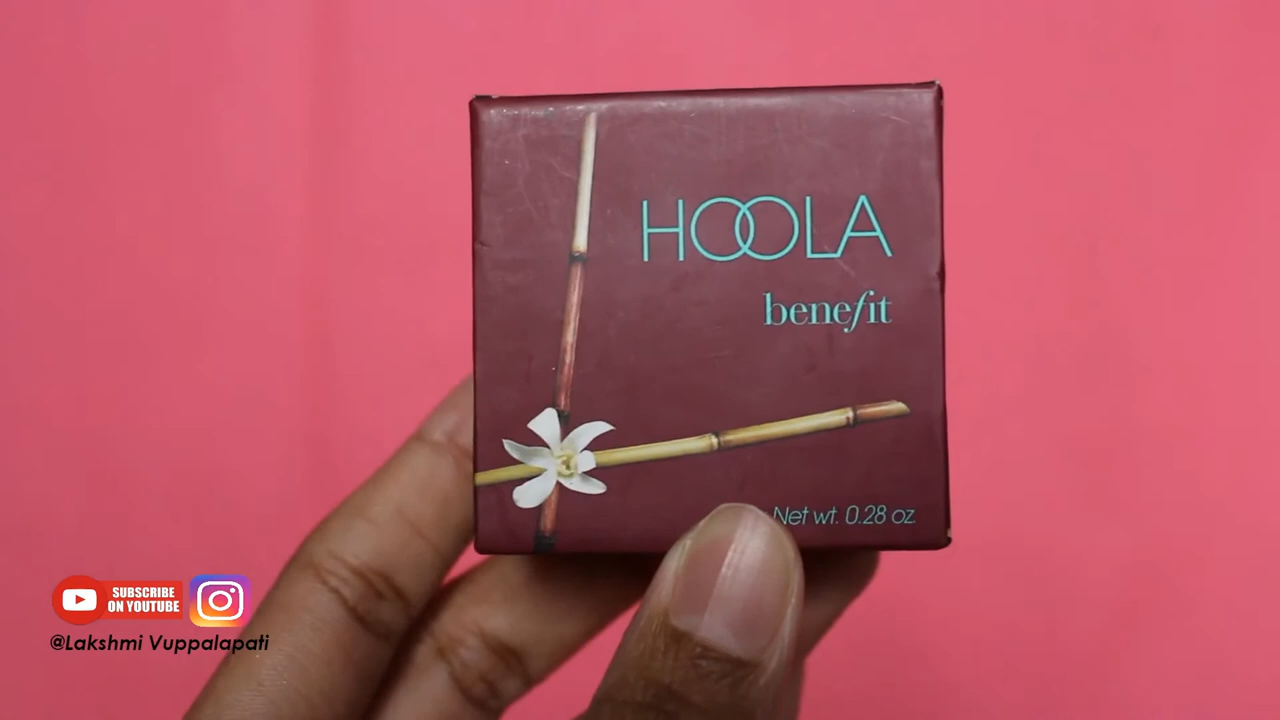 HOOLA
benefit
Net wt. 0.28 oz.
SUBSCRIBE
ON YOUTUBE
@Lakshmi Vuppalapati